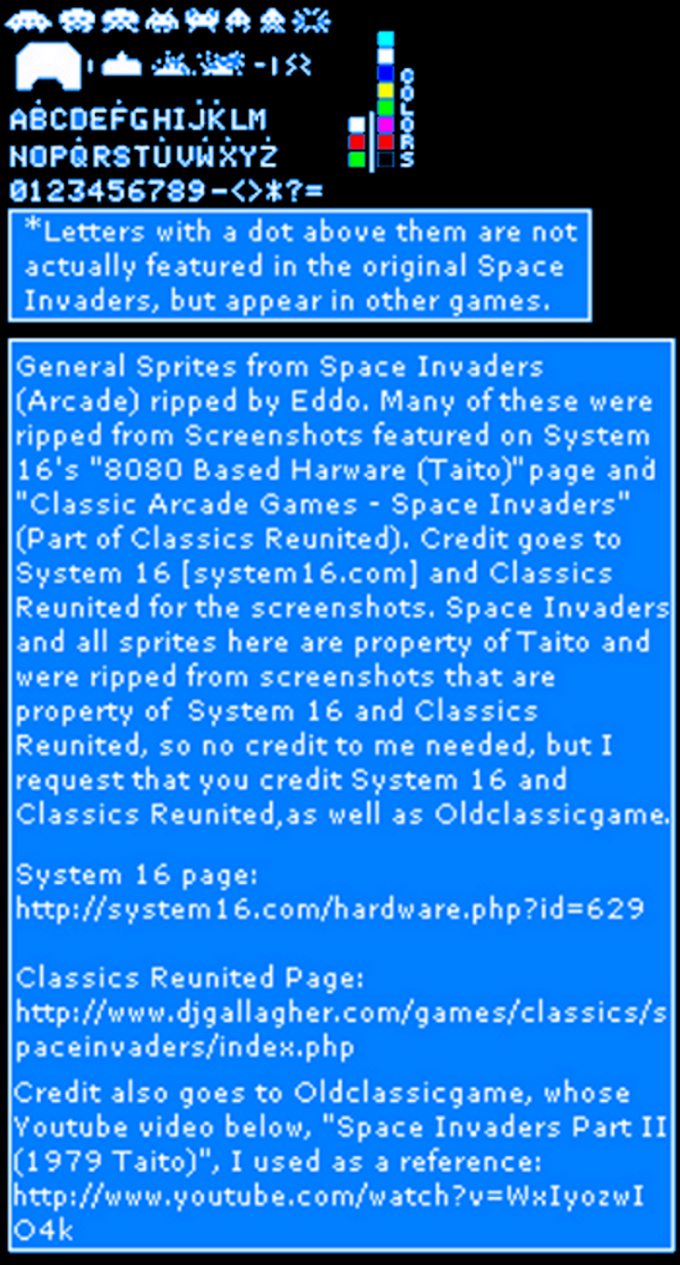 ABCDEFGHIJKLM
NOPQRSTUVWXYZ
0123456789-<>*?=
COLORS
*Letters with a dot above them are not
actually featured in the original Space
Invaders, but appear in other games.
General Sprites from Space Invaders
(Arcade) ripped by Eddo. Many of these were
ripped from Screenshots featured on System
16's "8080 Based Harware (Taito)" page and
"Classic Arcade Games - Space Invaders"
(Part of Classics Reunited). Credit goes to
System 16 [system16.com] and Classics
Reunited for the screenshots. Space Invaders
and all sprites here are property of Taito and
were ripped from screenshots that are
property of System 16 and Classics
Reunited, so no credit to me needed, but I
request that you credit System 16 and
Classics Reunited,as well as Oldclassicgame.
System 16 page:
http://system16.com/hardware.php?id=629
Classics Reunited Page:
http://www.djgallagher.com/games/classics/s
paceinvaders/index.php
Credit also goes to Oldclassicgame, whose
Youtube video below, "Space Invaders Part II
(1979 Taito)", I used as a reference:
http://www.youtube.com/watch?v=WxIyozwI
O4k